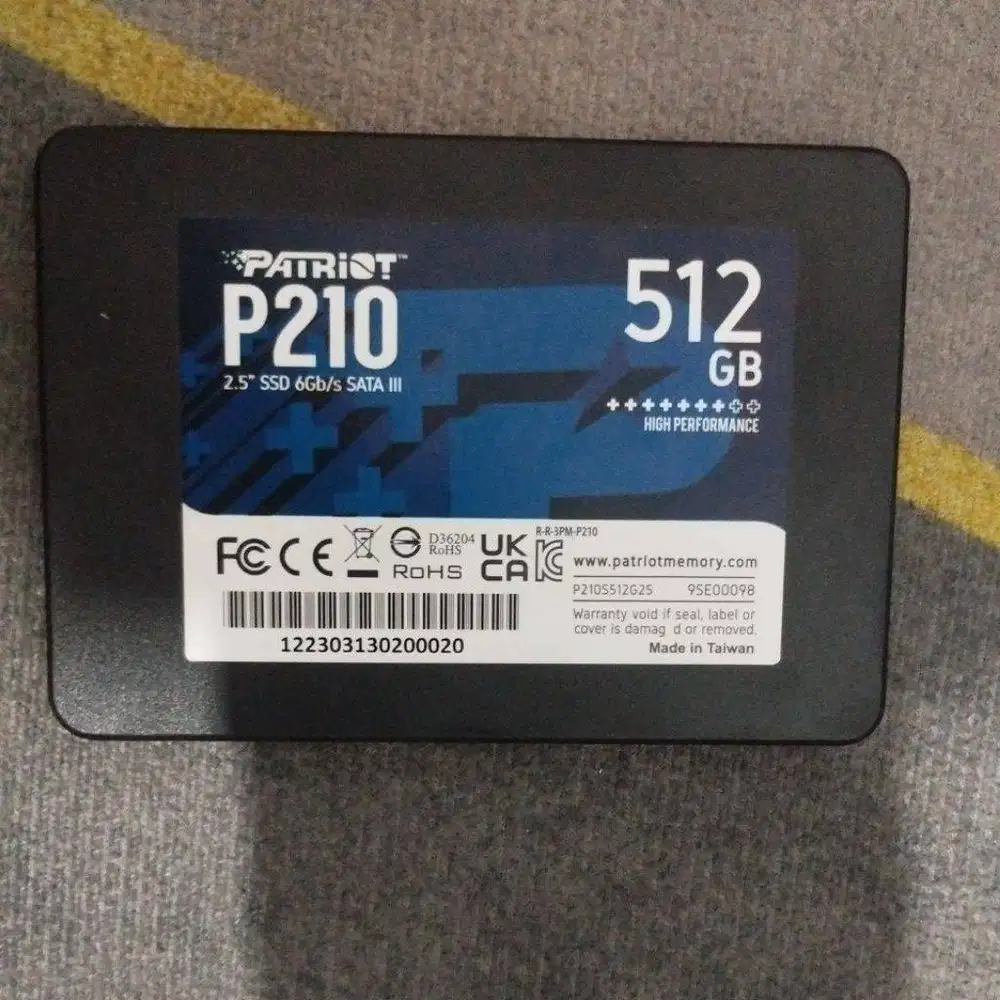 PATRIOT™
P210
2.5" SSD 6Gb/s SATA III
512
GB
HIGH PERFORMANCE
FC CE
D36204
RoHS
RoHS
UK
CA
R-R-3PM-P210
www.patriotmemory.com
P210S512G25 9SE00098
Warranty void if seal, label or
cover is damag d or removed.
Made in Taiwan
122303130200020